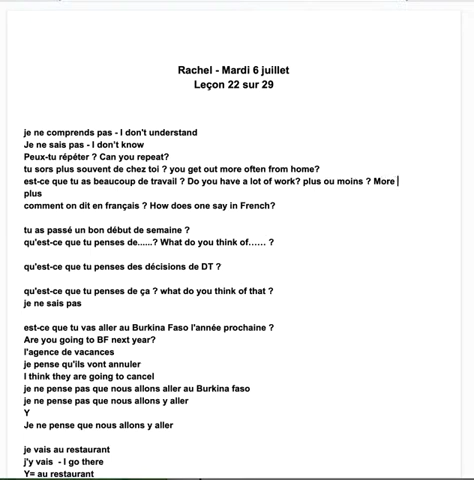 Rachel - Mardi 6 juillet
Leçon 22 sur 29
je ne comprends pas - I don't understand
Je ne sais pas - I don't know
Peux-tu répéter ? Can you repeat?
tu sors plus souvent de chez toi ? you get out more often from home?
est-ce que tu as beaucoup de travail ? Do you have a lot of work? plus ou moins ? More
plus
comment on dit en français ? How does one say in French?
tu as passé un bon début de semaine ?
qu'est-ce que tu penses de......? What do you think of…… ?
qu'est-ce que tu penses des décisions de DT ?
qu'est-ce que tu penses de ça ? what do you think of that ?
je ne sais pas
est-ce que tu vas aller au Burkina Faso l'année prochaine ?
Are you going to BF next year?
l'agence de vacances
je pense qu'ils vont annuler
I think they are going to cancel
je ne pense pas que nous allons aller au Burkina faso
je ne pense pas que nous allons y aller
Y
Je ne pense que nous allons y aller
je vais au restaurant
j'y vais - I go there
Y= au restaurant